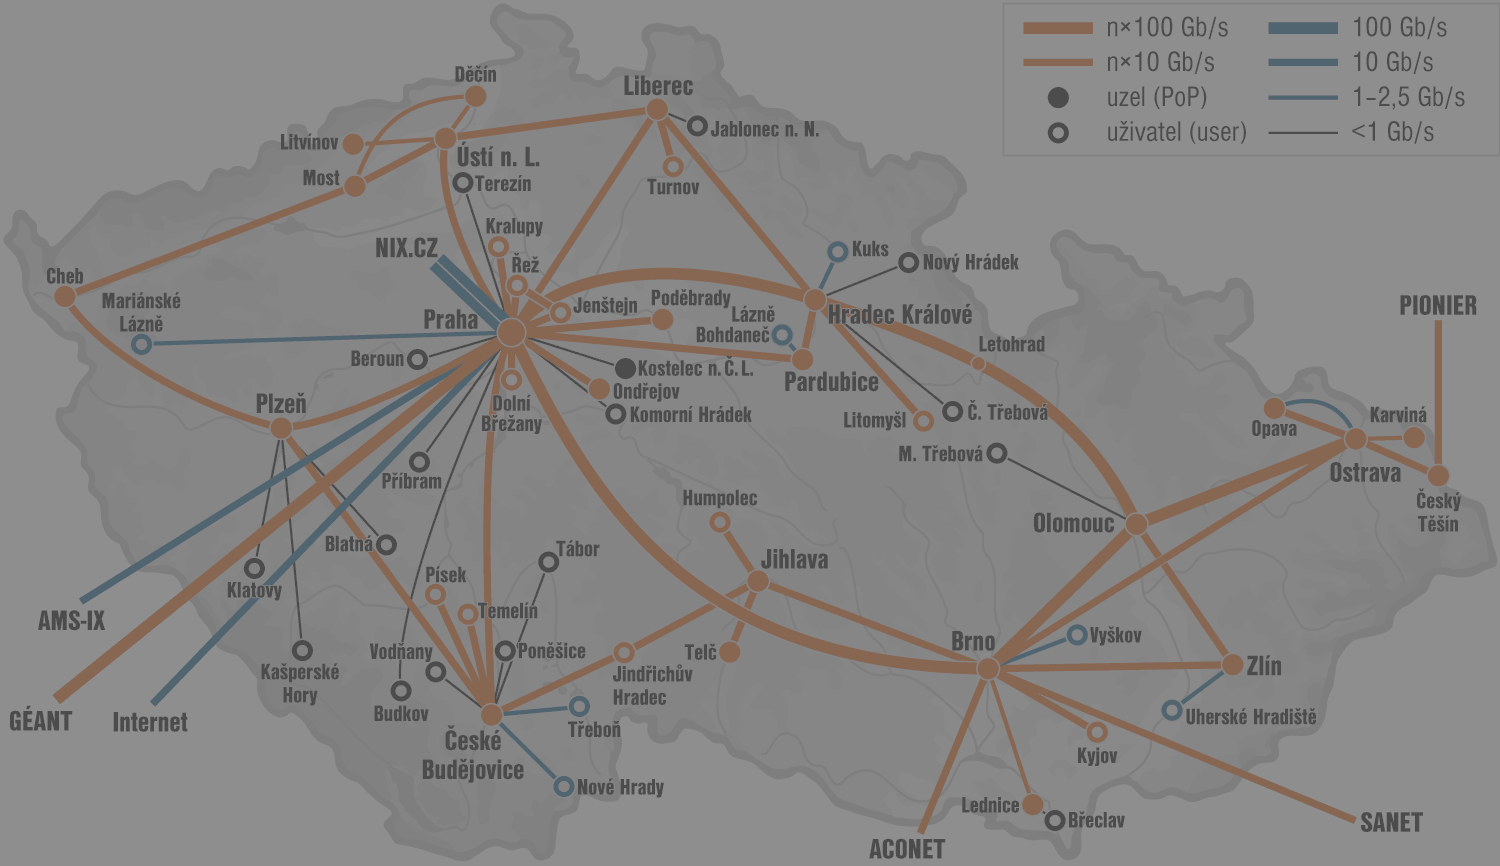 n×100 Gb/s
100 Gb/s
n×10 Gb/s
10 Gb/s
uzel (PoP)
1–2,5 Gb/s
uživatel (user)
<1 Gb/s
Děčín
Liberec
Litvínov
Jablonec n. N.
Ústí n. L.
Most
Terezín
Turnov
Kralupy
NIX.CZ
Kuks
Řež
Nový Hrádek
Cheb
Mariánské
Lázně
Jenštejn
Poděbrady
Lázně
Bohdaneč
Hradec Králové
PIONIER
Praha
Letohrad
Beroun
Kostelec n. Č. L.
Pardubice
Ondřejov
Plzeň
Dolní
Břežany
Komorní Hrádek
Litomyšl
Č. Třebová
Opava
Karviná
M. Třebová
Ostrava
Příbram
Humpolec
Český
Těšín
Olomouc
Blatná
Tábor
Jihlava
Klatovy
Písek
AMS-IX
Temelín
Vyškov
Brno
Vodňany
Poněšice
Telč
Zlín
Kašperské
Hory
Jindřichův
Hradec
Budkov
GÉANT
Internet
Třeboň
Uherské Hradiště
České
Budějovice
Kyjov
Nové Hrady
Lednice
Břeclav
SANET
ACONET